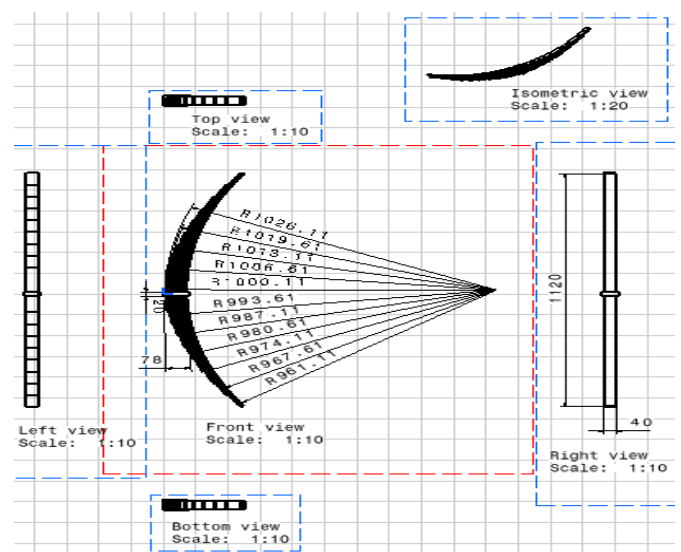 Isometric view
Scale: 1:20
Top view
Scale: 1:10
R1026.11
R1019.61
R1013.11
R1006.61
R1000.11
R993.61
R987.11
R980.61
R974.11
R967.61
R961.11
20
78
1120
40
Left view
Scale: 1:10
Front view
Scale: 1:10
Right view
Scale: 1:10
Bottom view
Scale: 1:10